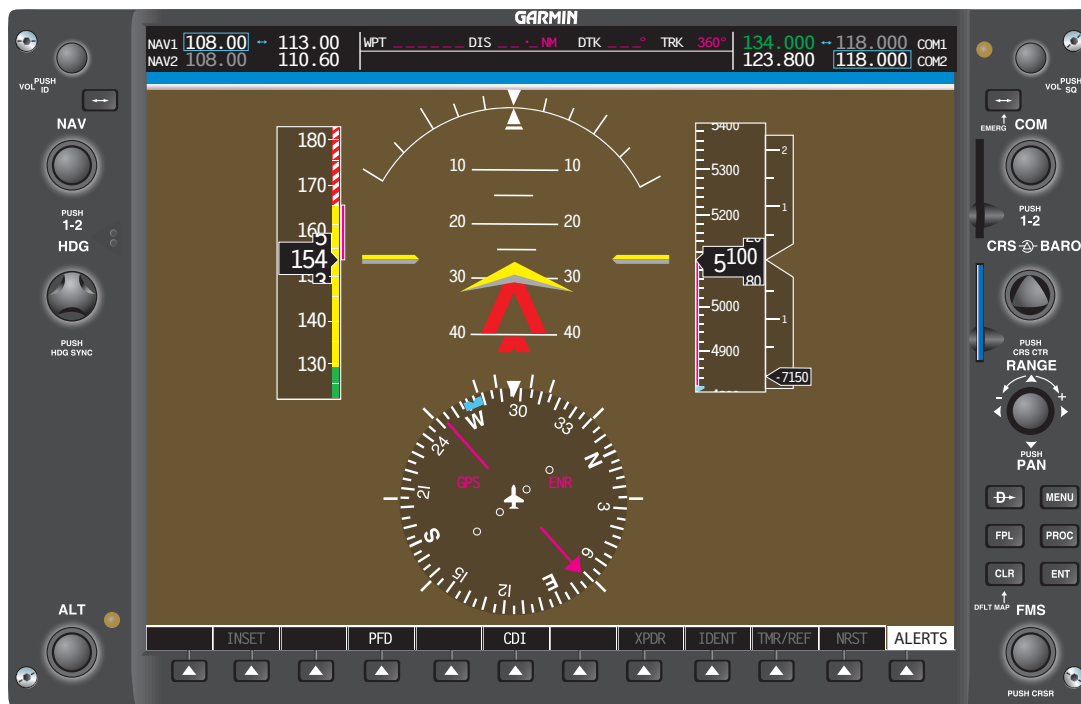 GARMIN
NAV1 108.00 ↔ 113.00
NAV2 108.00 110.60
WPT _ _ _ _ _ _ DIS _ _._ NM DTK _ _ _° TRK 360°
134.000 ↔ 118.000 COM1
123.800 118.000 COM2
VOL PUSH ID
NAV
PUSH
1-2
HDG
PUSH
HDG SYNC
ALT
180
170
160
5
154
3
140
130
10 10
20 20
30 30
40 40
5400
5300
5200
20
5100
80
5000
4900
2
1
1
-7150
30
33
N
3
6
E
12
15
S
21
24
W
GPS ENR
INSET PFD CDI XPDR IDENT TMR/REF NRST ALERTS
VOL PUSH SQ
EMERG
COM
PUSH
1-2
CRS BARO
PUSH
CRS CTR
RANGE
- +
PUSH
PAN
D MENU
FPL PROC
CLR ENT
DFLT MAP
FMS
PUSH CRSR